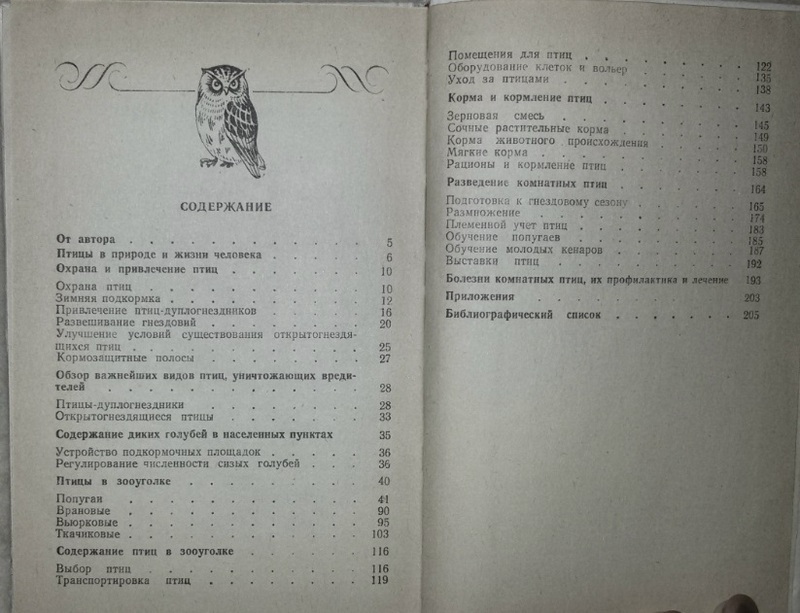 СОДЕРЖАНИЕ
От автора . . . . . . . . . . . 5
Птицы в природе и жизни человека . . . . 6
Охрана и привлечение птиц . . . . . . 10
Охрана птиц . . . . . . . . . . 10
Зимняя подкормка . . . . . . . . . 12
Привлечение птиц-дуплогнездников . . . . 16
Развешивание гнездовий . . . . . . . 20
Улучшение условий существования открытогнездя-
щихся птиц . . . . . . . . . . . 25
Кормозащитные полосы . . . . . . . 27
Обзор важнейших видов птиц, уничтожающих вреди-
телей . . . . . . . . . . . . 28
Птицы-дуплогнездники . . . . . . . 28
Открытогнездящиеся птицы . . . . . . 33
Содержание диких голубей в населенных пунктах 35
Устройство подкормочных площадок . . . . . 36
Регулирование численности сизых голубей . . . 36
Птицы в зооуголке . . . . . . . . 40
Попугаи . . . . . . . . . . . 41
Врановые . . . . . . . . . . . 90
Вьюрковые . . . . . . . . . . . 95
Ткачиковые . . . . . . . . . . . 103
Содержание птиц в зооуголке . . . . . 116
Выбор птиц . . . . . . . . . . 116
Транспортировка птиц . . . . . . . 119
Помещения для птиц . . . . . . . 122
Оборудование клеток и вольер . . . . . 135
Уход за птицами . . . . . . . . 138
Корма и кормление птиц . . . . . . 143
Зерновая смесь . . . . . . . . 145
Сочные растительные корма . . . . . 149
Корма животного происхождения . . . . 150
Мягкие корма . . . . . . . . . 158
Рационы и кормление птиц . . . . . 158
Разведение комнатных птиц . . . . . 164
Подготовка к гнездовому сезону . . . . 165
Размножение . . . . . . . . . 174
Племенной учет птиц . . . . . . . 183
Обучение попугаев . . . . . . . 185
Обучение молодых кенаров . . . . . 187
Выставки птиц . . . . . . . . 192
Болезни комнатных птиц, их профилактика и лечение 193
Приложения . . . . . . . . . 203
Библиографический список . . . . . . 205